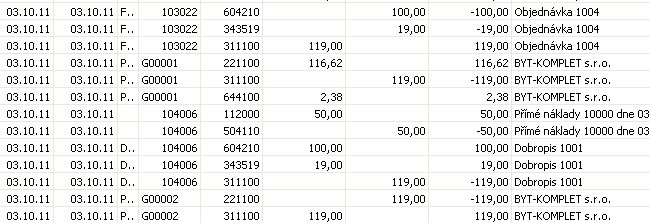 03.10.11 03.10.11 F.. 103022 604210 100,00 -100,00 Objednávka 1004
03.10.11 03.10.11 F.. 103022 343519 19,00 -19,00 Objednávka 1004
03.10.11 03.10.11 F.. 103022 311100 119,00 119,00 Objednávka 1004
03.10.11 03.10.11 P.. G00001 221100 116,62 116,62 BYT-KOMPLET s.r.o.
03.10.11 03.10.11 P.. G00001 311100 119,00 -119,00 BYT-KOMPLET s.r.o.
03.10.11 03.10.11 P.. G00001 644100 2,38 2,38 BYT-KOMPLET s.r.o.
03.10.11 03.10.11 104006 112000 50,00 50,00 Přímé náklady 10000 dne 03
03.10.11 03.10.11 104006 504110 50,00 -50,00 Přímé náklady 10000 dne 03
03.10.11 03.10.11 D.. 104006 604210 100,00 100,00 Dobropis 1001
03.10.11 03.10.11 D.. 104006 343519 19,00 19,00 Dobropis 1001
03.10.11 03.10.11 D.. 104006 311100 119,00 -119,00 Dobropis 1001
03.10.11 03.10.11 P.. G00002 221100 119,00 -119,00 BYT-KOMPLET s.r.o.
03.10.11 03.10.11 P.. G00002 311100 119,00 119,00 BYT-KOMPLET s.r.o.